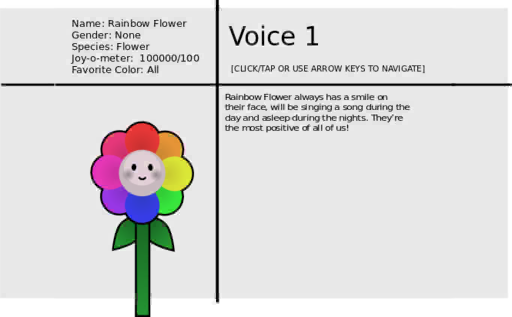 Name: Rainbow Flower
Gender: None
Species: Flower
Joy-o-meter: 100000/100
Favorite Color: All
Voice 1
[CLICK/TAP OR USE ARROW KEYS TO NAVIGATE]
Rainbow Flower always has a smile on
their face, will be singing a song during the
day and asleep during the nights. They're
the most positive of all of us!